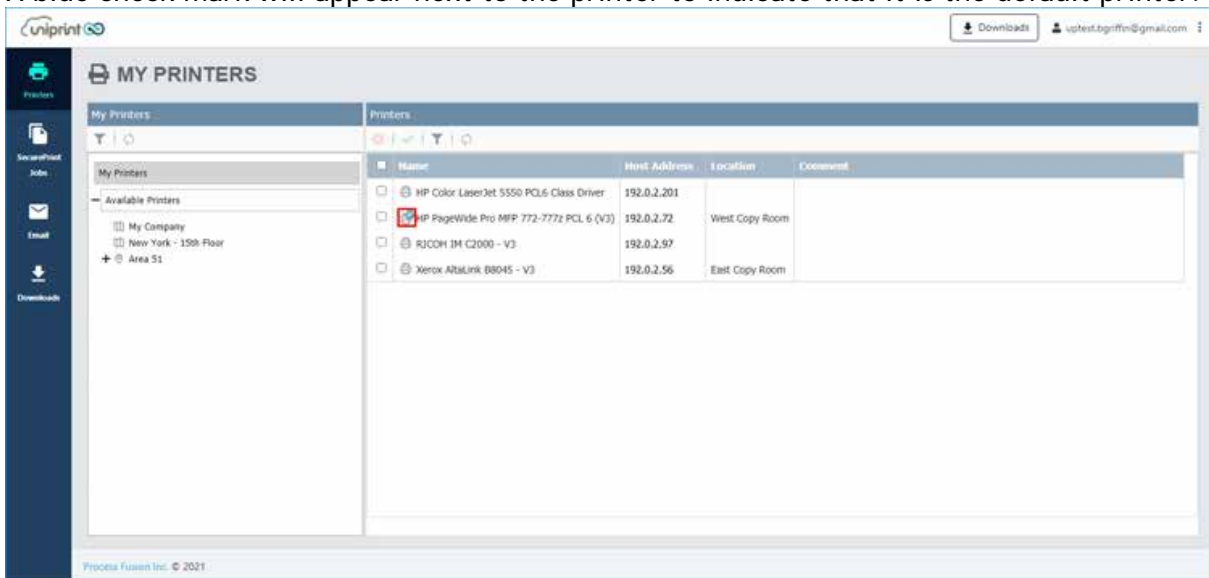 A blue check mark will appear next to the printer to indicate that it is the default printer.
uniprint
Downloads
uptest.bgriffin@gmail.com
Printers
MY PRINTERS
My Printers
Printers
SecurePrint
Jobs
My Printers
Name Host Address Location Comment
Available Printers
HP Color LaserJet 5550 PCL6 Class Driver 192.0.2.201
My Company
HP PageWide Pro MFP 772-777z PCL 6 (V3) 192.0.2.72 West Copy Room
New York - 15th Floor
RICOH IM C2000 - V3 192.0.2.97
Area 51
Xerox AltaLink B8045 - V3 192.0.2.56 East Copy Room
Email
Downloads
Process Fusion Inc. © 2021